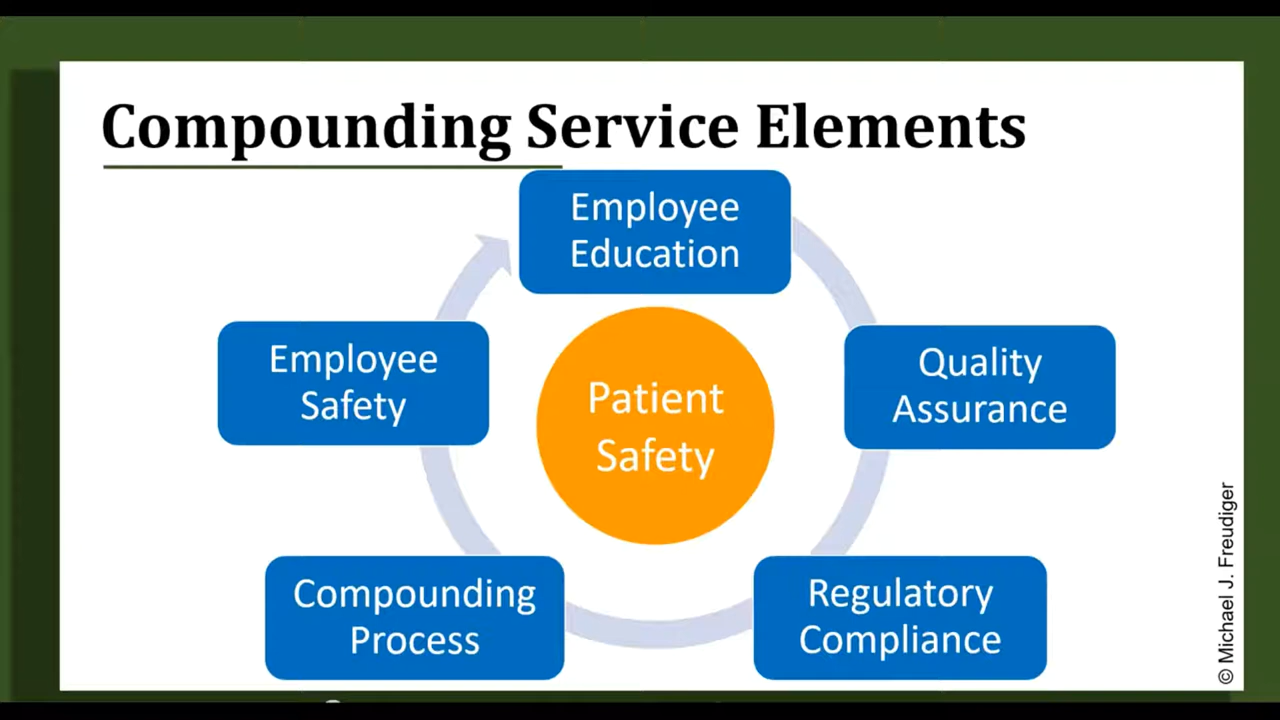 Compounding Service Elements
Employee
Education
Quality
Assurance
Regulatory
Compliance
Compounding
Process
Employee
Safety
Patient
Safety
© Michael J. Freudiger